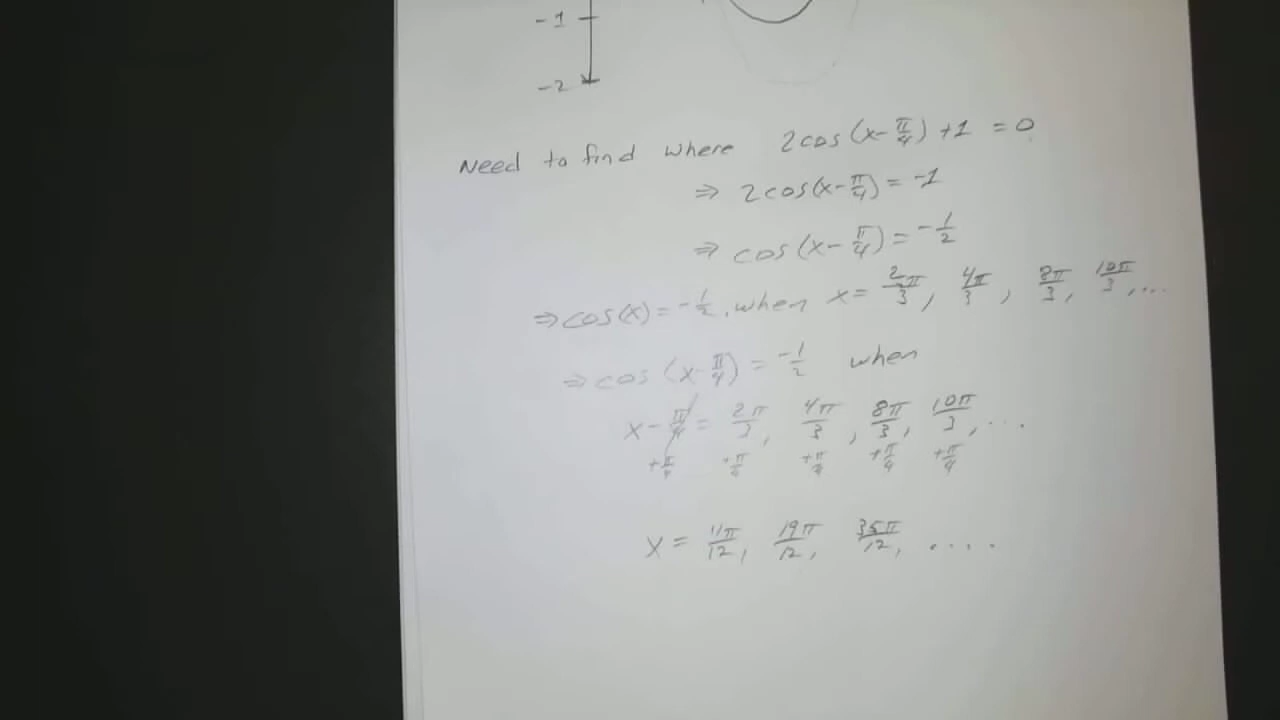 -1
-2
Need to find where 2cos(x-π/4)+1 = 0
⇒ 2cos(x-π/4) = -1
⇒ cos(x-π/4) = -1/2
⇒ cos(x) = -1/2, when x = 2π/3, 4π/3, 8π/3, 10π/3, ...
⇒ cos (x-π/4) = -1/2 when
x - π/4 = 2π/3, 4π/3, 8π/3, 10π/3, ...
+π/4 +π/4 +π/4 +π/4 +π/4
x = 11π/12, 19π/12, 35π/12, ....